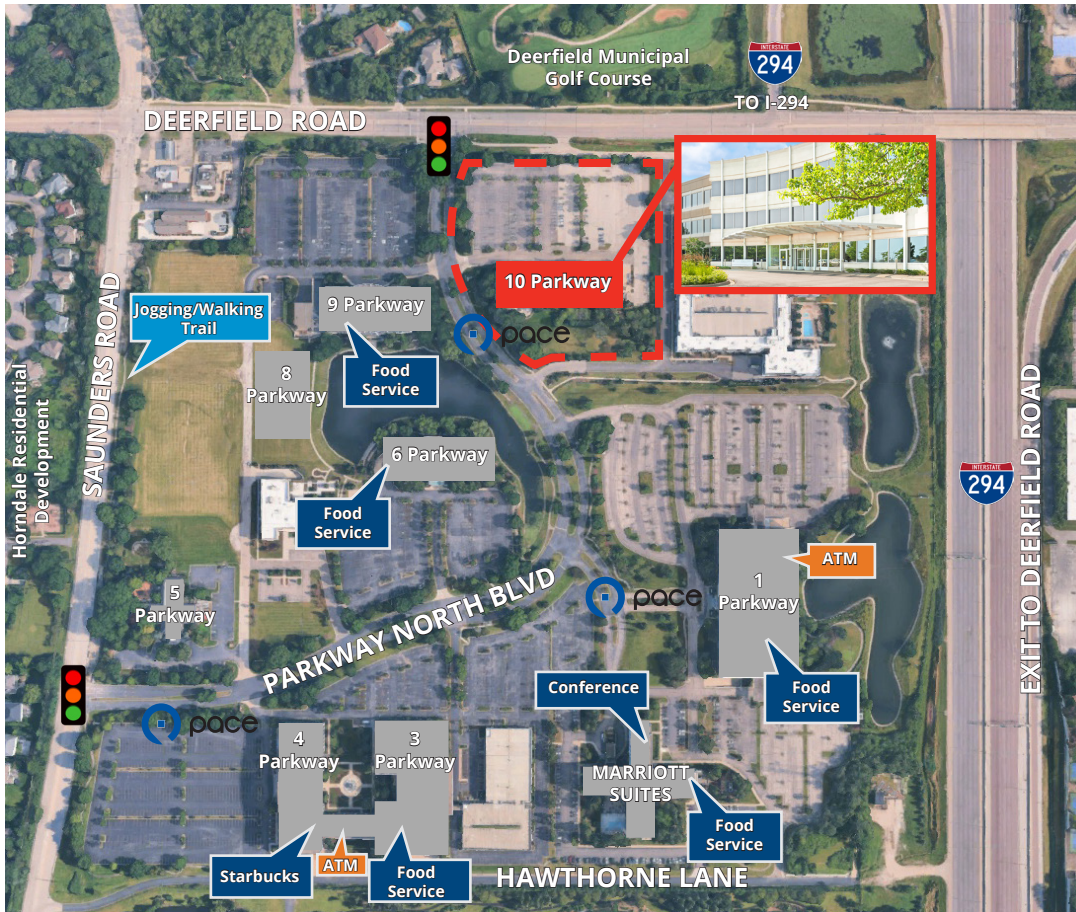 Deerfield Municipal
Golf Course
INTERSTATE
294
TO I-294
DEERFIELD ROAD
10 Parkway
Jogging/Walking
Trail
9 Parkway
pace
Food
Service
8
Parkway
SAUNDERS ROAD
Horndale Residential
Development
6 Parkway
Food
Service
INTERSTATE
294
EXIT TO DEERFIELD ROAD
ATM
1
Parkway
5
Parkway
PARKWAY NORTH BLVD
pace
Conference
Food
Service
pace
4
Parkway
3
Parkway
MARRIOTT
SUITES
Food
Service
Starbucks
ATM
Food
Service
HAWTHORNE LANE